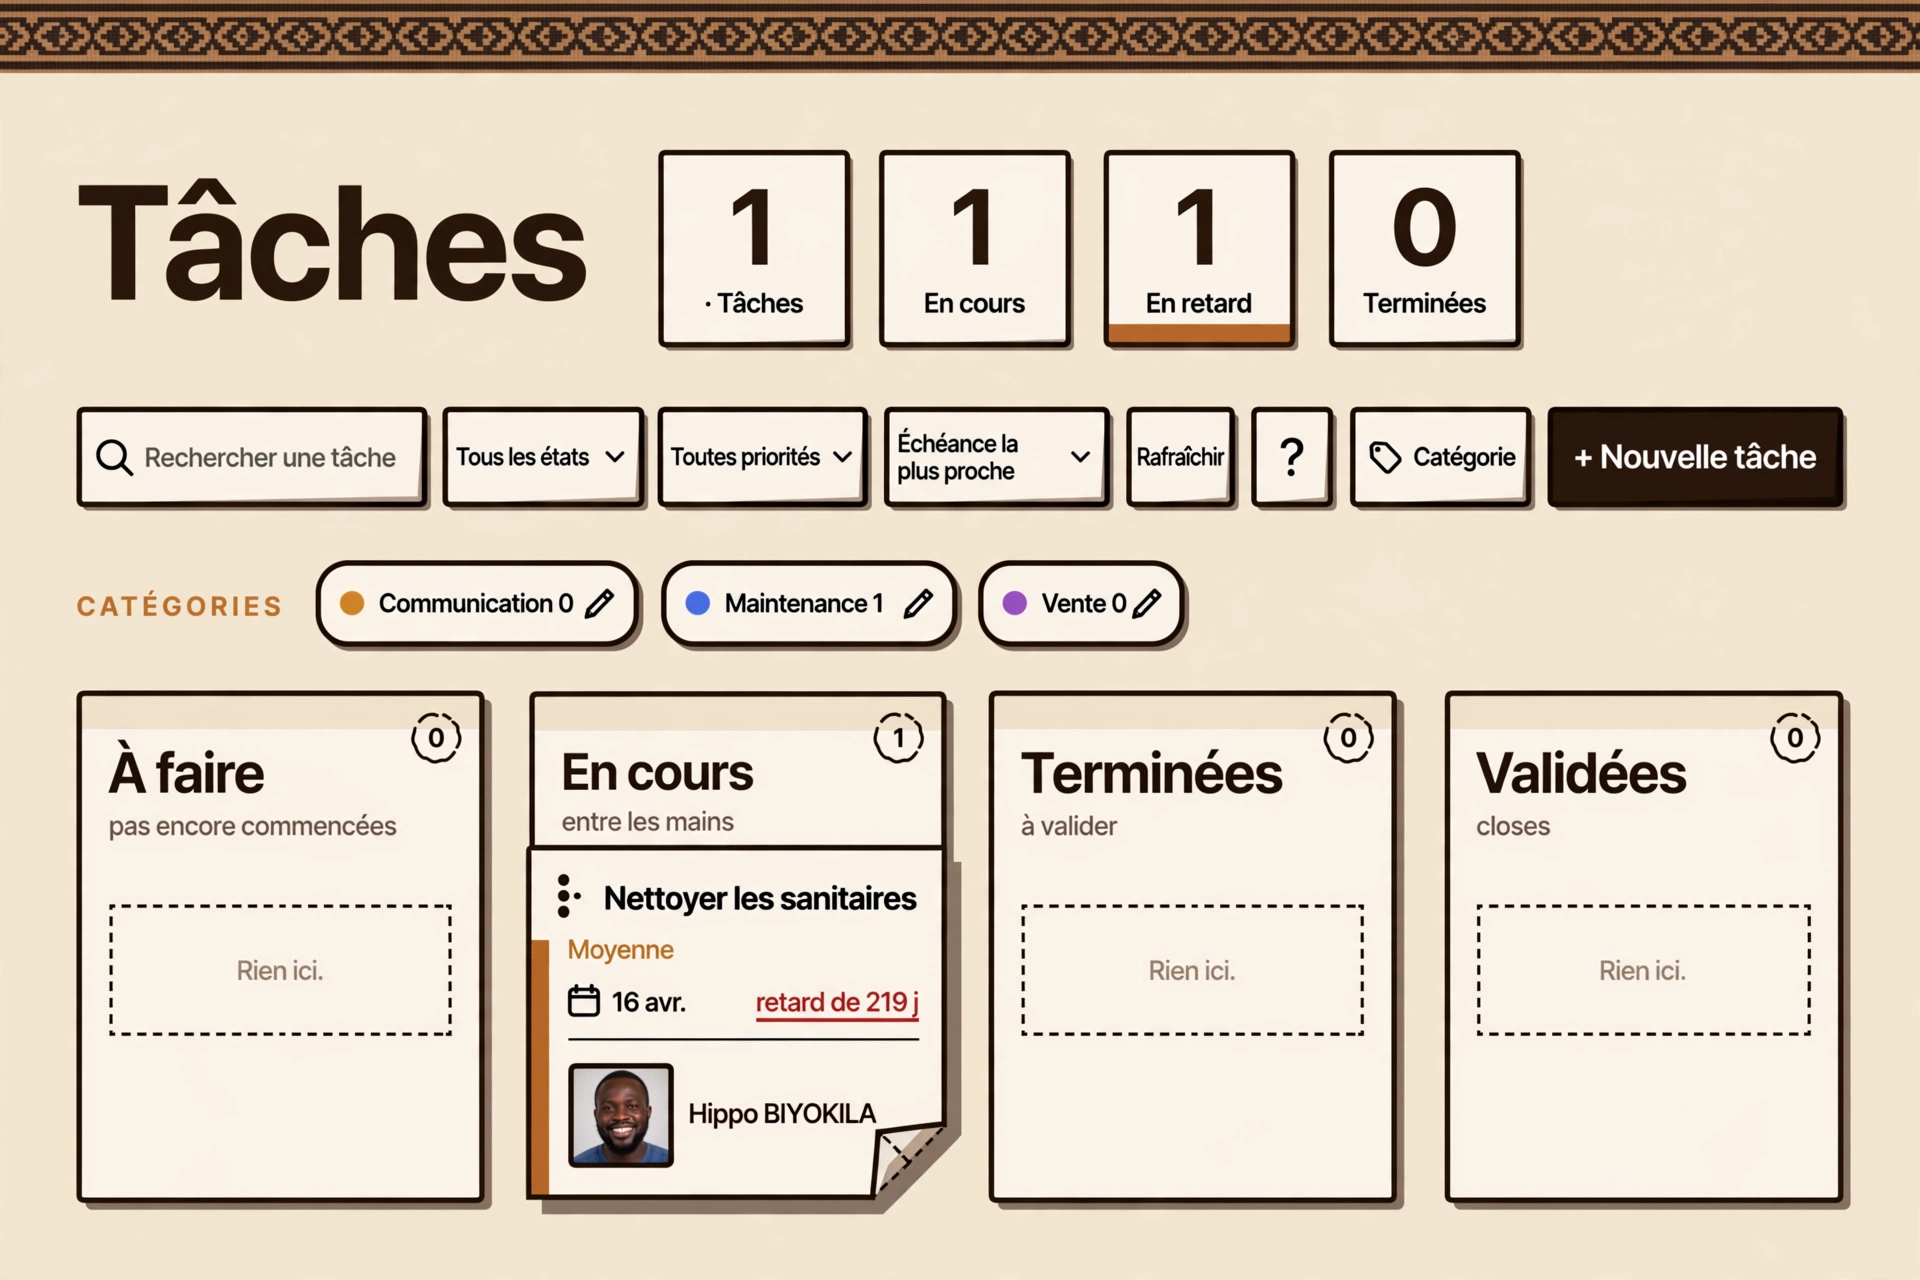 Tâches
1
· Tâches
1
En cours
1
En retard
0
Terminées
Rechercher une tâche
Tous les états
Toutes priorités
Échéance la
plus proche
Rafraîchir
?
Catégorie
+ Nouvelle tâche
CATÉGORIES
Communication 0
Maintenance 1
Vente 0
À faire
0
pas encore commencées
Rien ici.
En cours
1
entre les mains
Nettoyer les sanitaires
Moyenne
16 avr.
retard de 219 j
Hippo BIYOKILA
Terminées
0
à valider
Rien ici.
Validées
0
closes
Rien ici.